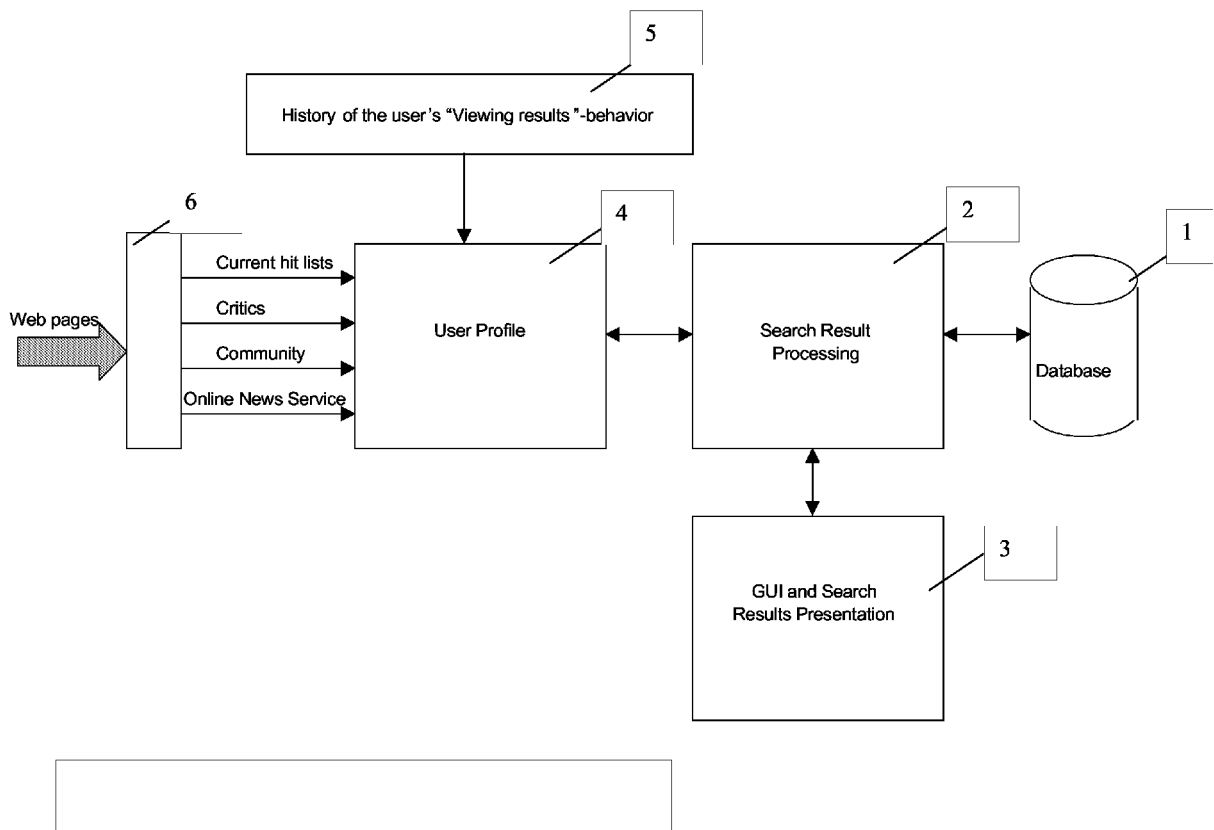 5
History of the user's “Viewing results”-behavior
6
4
2
1
Current hit lists
Critics
Community
Online News Service
Web pages
User Profile
Search Result
Processing
Database
3
GUI and Search
Results Presentation